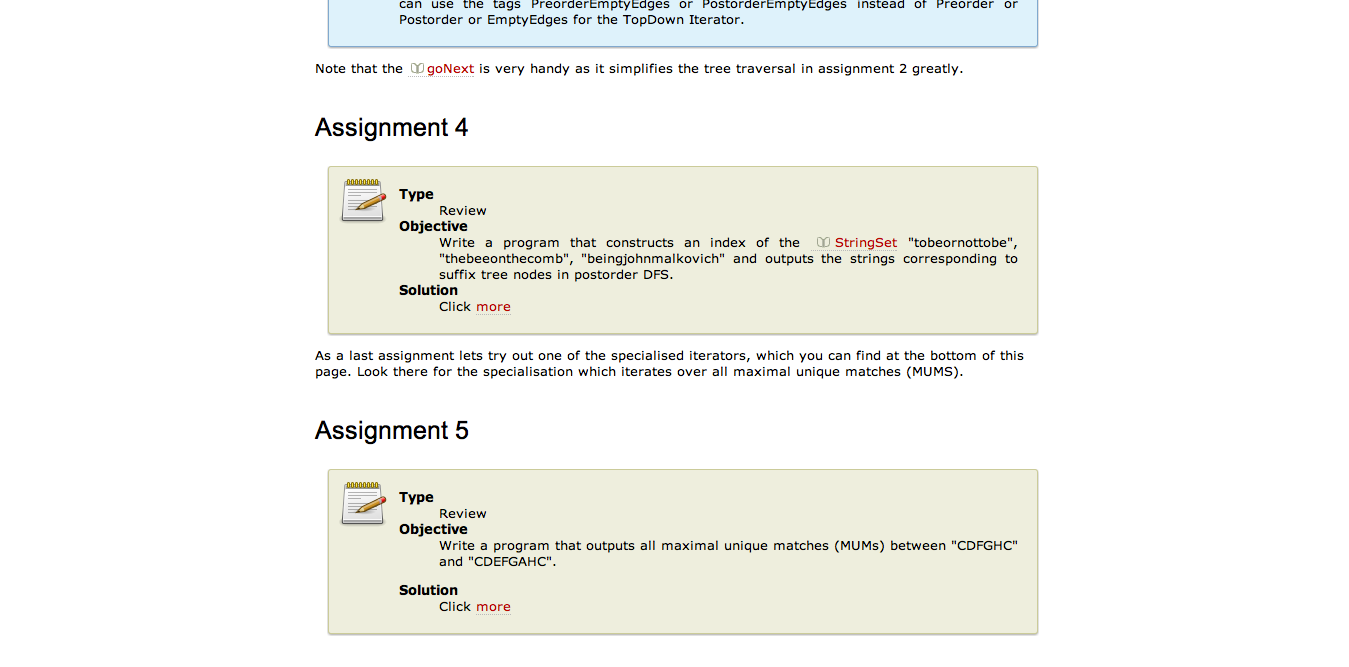 can use the tags PreorderEmptyEdges or PostorderEmptyEdges instead of Preorder or
Postorder or EmptyEdges for the TopDown Iterator.
Note that the goNext is very handy as it simplifies the tree traversal in assignment 2 greatly.
Assignment 4
Type
Review
Objective
Write a program that constructs an index of the StringSet "tobeornottobe",
"thebeeonthecomb", "beingjohnmalkovich" and outputs the strings corresponding to
suffix tree nodes in postorder DFS.
Solution
Click more
As a last assignment lets try out one of the specialised iterators, which you can find at the bottom of this
page. Look there for the specialisation which iterates over all maximal unique matches (MUMS).
Assignment 5
Type
Review
Objective
Write a program that outputs all maximal unique matches (MUMs) between "CDFGHC"
and "CDEFGAHC".
Solution
Click more